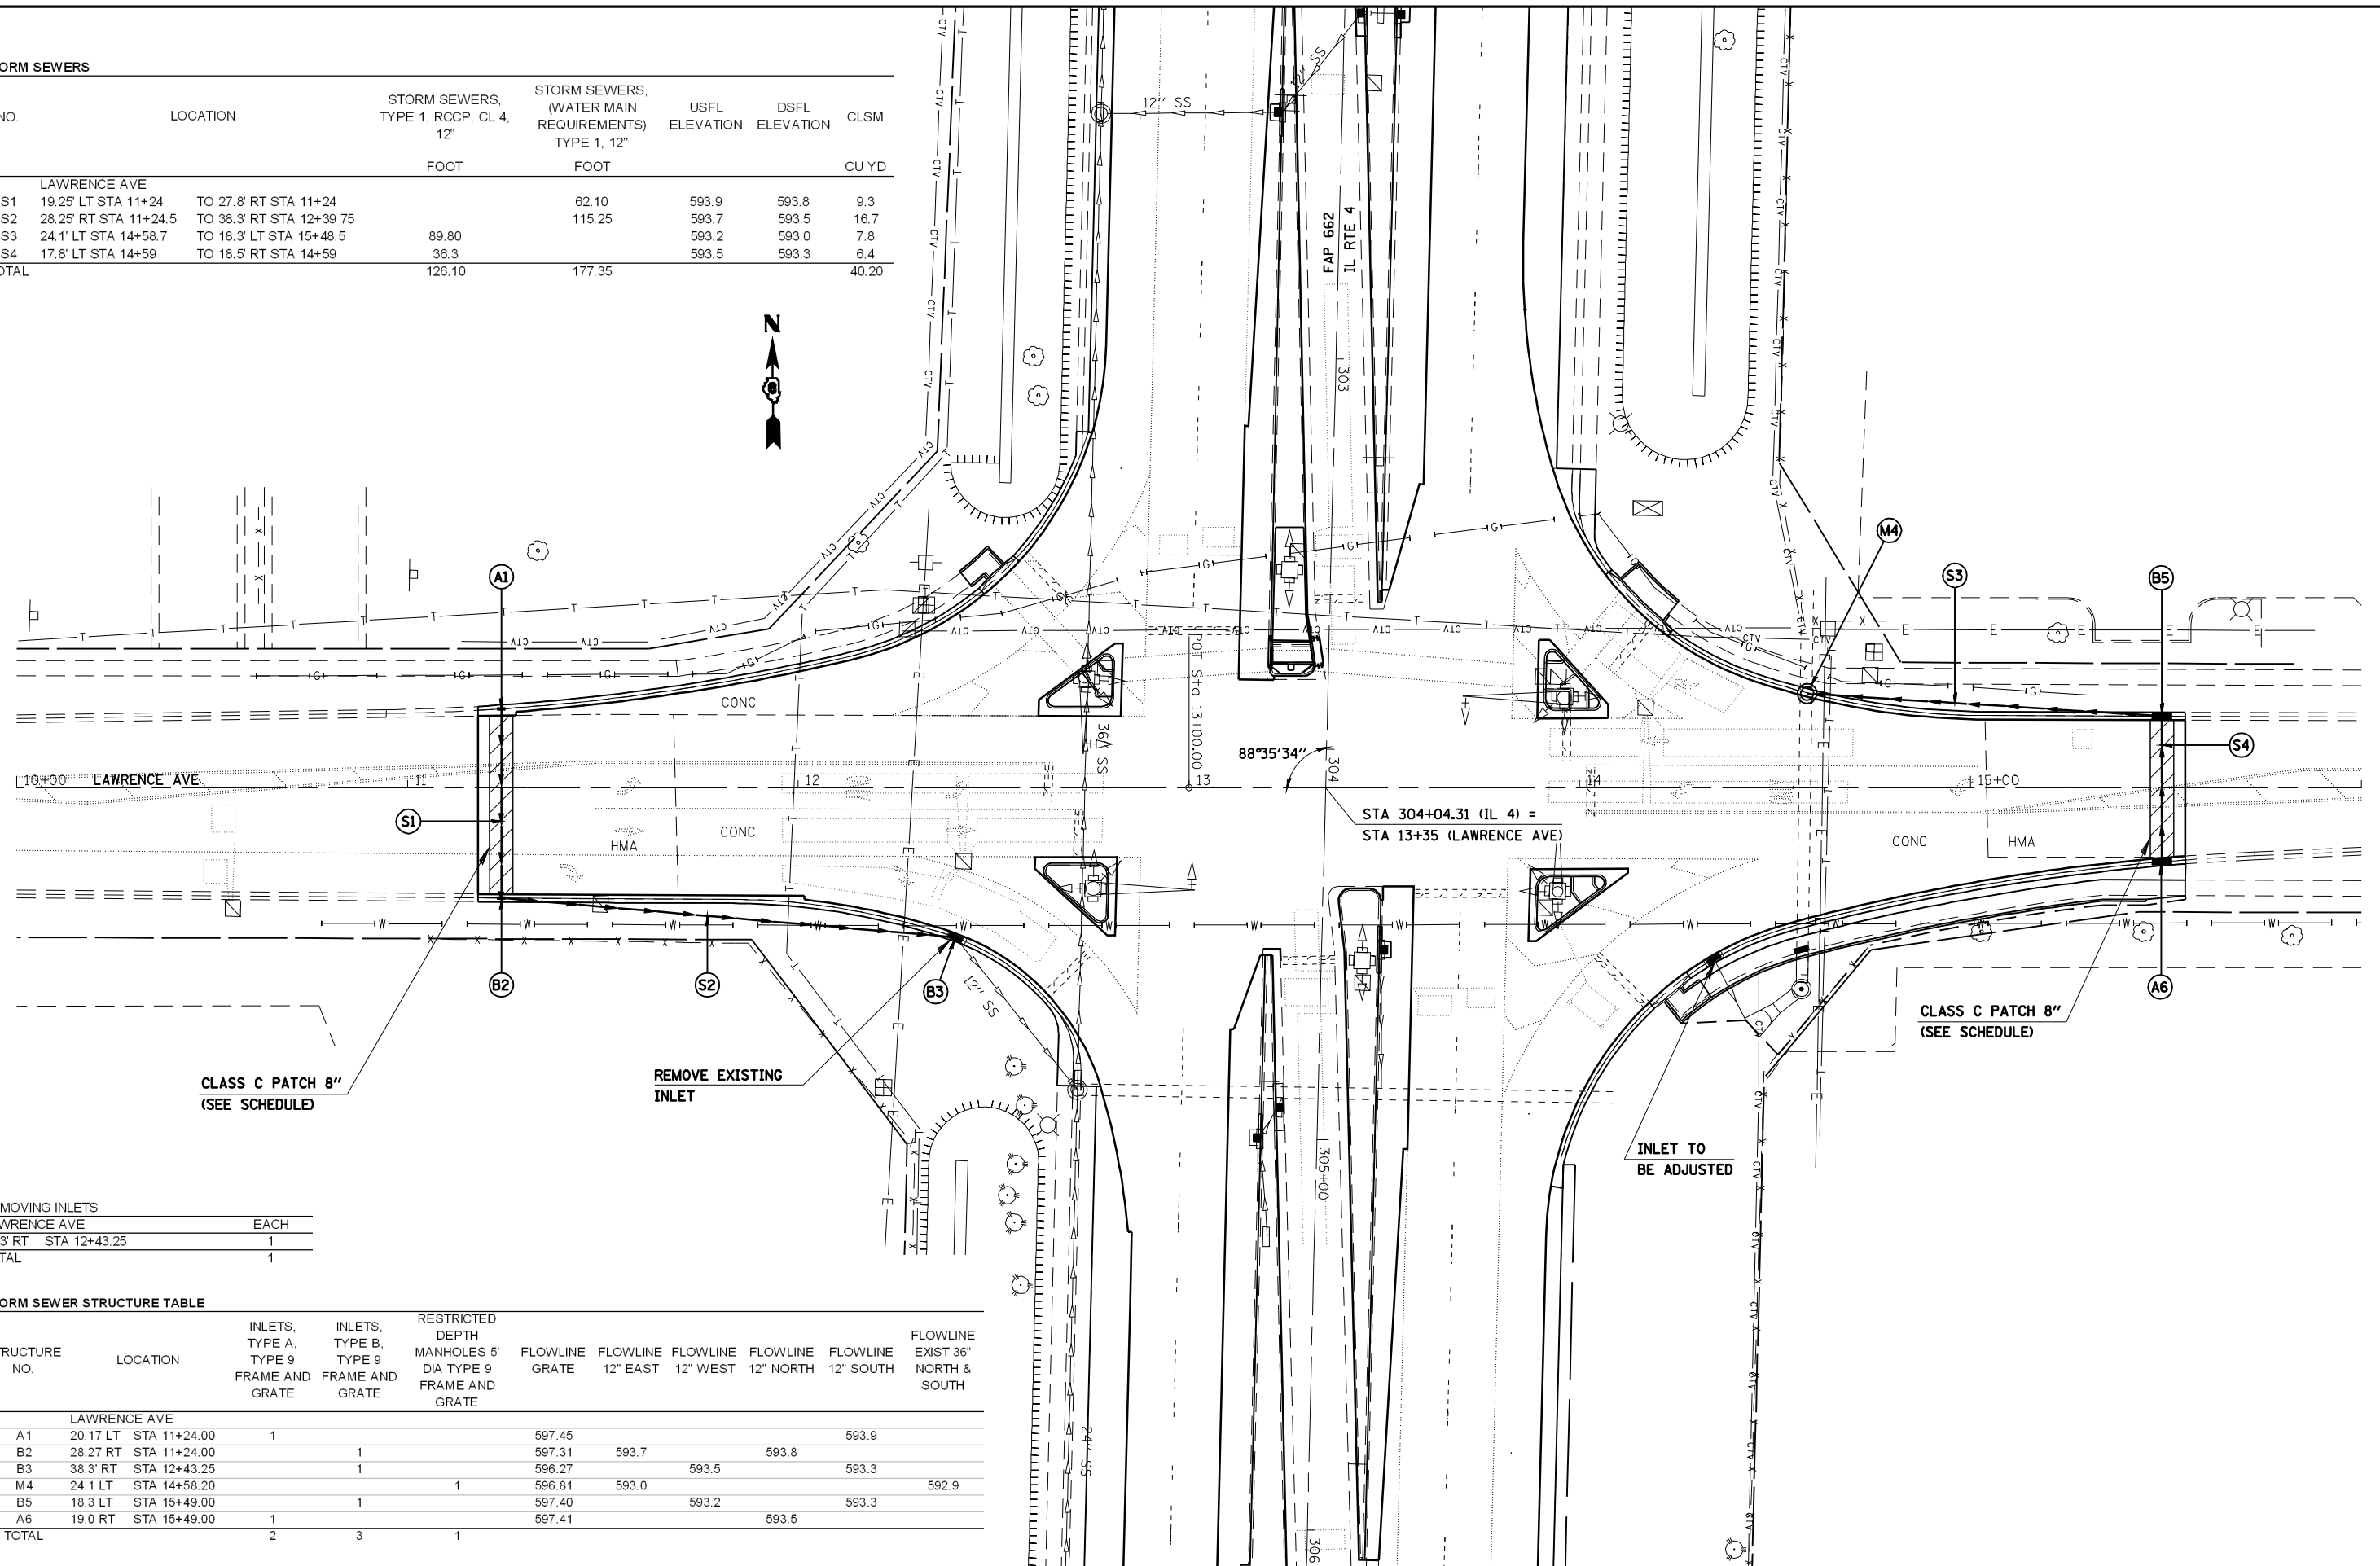 ORM SEWERS
NO. LOCATION STORM SEWERS, TYPE 1, RCCP, CL 4, 12" STORM SEWERS, (WATER MAIN REQUIREMENTS) TYPE 1, 12" USFL ELEVATION DSFL ELEVATION CLSM
FOOT FOOT CU YD
LAWRENCE AVE
S1 19.25' LT STA 11+24 TO 27.8' RT STA 11+24 62.10 593.9 593.8 9.3
S2 28.25' RT STA 11+24.5 TO 38.3' RT STA 12+39 75 115.25 593.7 593.5 16.7
S3 24.1' LT STA 14+58.7 TO 18.3' LT STA 15+48.5 89.80 593.2 593.0 7.8
S4 17.8' LT STA 14+59 TO 18.5' RT STA 14+59 36.3 593.5 593.3 6.4
OTAL 126.10 177.35 40.20
N
12" SS
12" SS
FAP 662
IL RTE 4
303
M4
A1
S3
B5
CONC
36" SS
POT Sta 13+00.00
88°35'34"
304
S4
10+00 LAWRENCE AVE 11 12 13 14 15+00
S1
STA 304+04.31 (IL 4) =
STA 13+35 (LAWRENCE AVE)
HMA
CONC
CONC
HMA
B2
S2
B3
12" SS
A6
CLASS C PATCH 8"
(SEE SCHEDULE)
CLASS C PATCH 8"
(SEE SCHEDULE)
REMOVE EXISTING
INLET
INLET TO
BE ADJUSTED
305+00
24" SS
306
MOVING INLETS
WRENCE AVE EACH
3' RT STA 12+43.25 1
TAL 1
ORM SEWER STRUCTURE TABLE
TRUCTURE NO. LOCATION INLETS, TYPE A, TYPE 9 FRAME AND GRATE INLETS, TYPE B, TYPE 9 FRAME AND GRATE RESTRICTED DEPTH MANHOLES 5' DIA TYPE 9 FRAME AND GRATE FLOWLINE GRATE FLOWLINE 12" EAST FLOWLINE 12" WEST FLOWLINE 12" NORTH FLOWLINE 12" SOUTH FLOWLINE EXIST 36" NORTH & SOUTH
LAWRENCE AVE
A1 20.17 LT STA 11+24.00 1 597.45 593.9
B2 28.27 RT STA 11+24.00 1 597.31 593.7 593.8
B3 38.3' RT STA 12+43.25 1 596.27 593.5 593.3
M4 24.1 LT STA 14+58.20 1 596.81 593.0 592.9
B5 18.3 LT STA 15+49.00 1 597.40 593.2 593.3
A6 19.0 RT STA 15+49.00 1 597.41 593.5
TOTAL 2 3 1